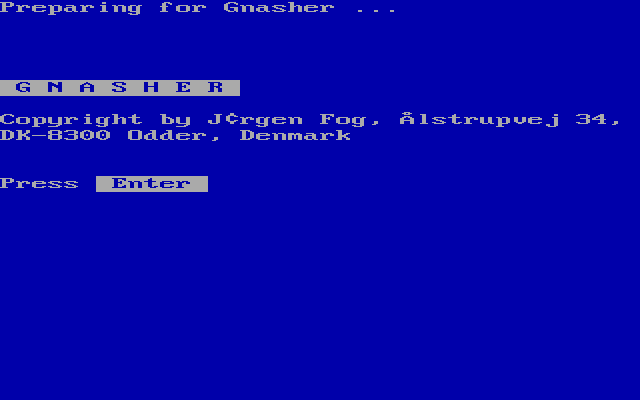 Preparing for Gnasher ...
G N A S H E R
Copyright by J¢rgen Fog, Ålstrupvej 34,
DK-8300 Odder, Denmark
Press Enter